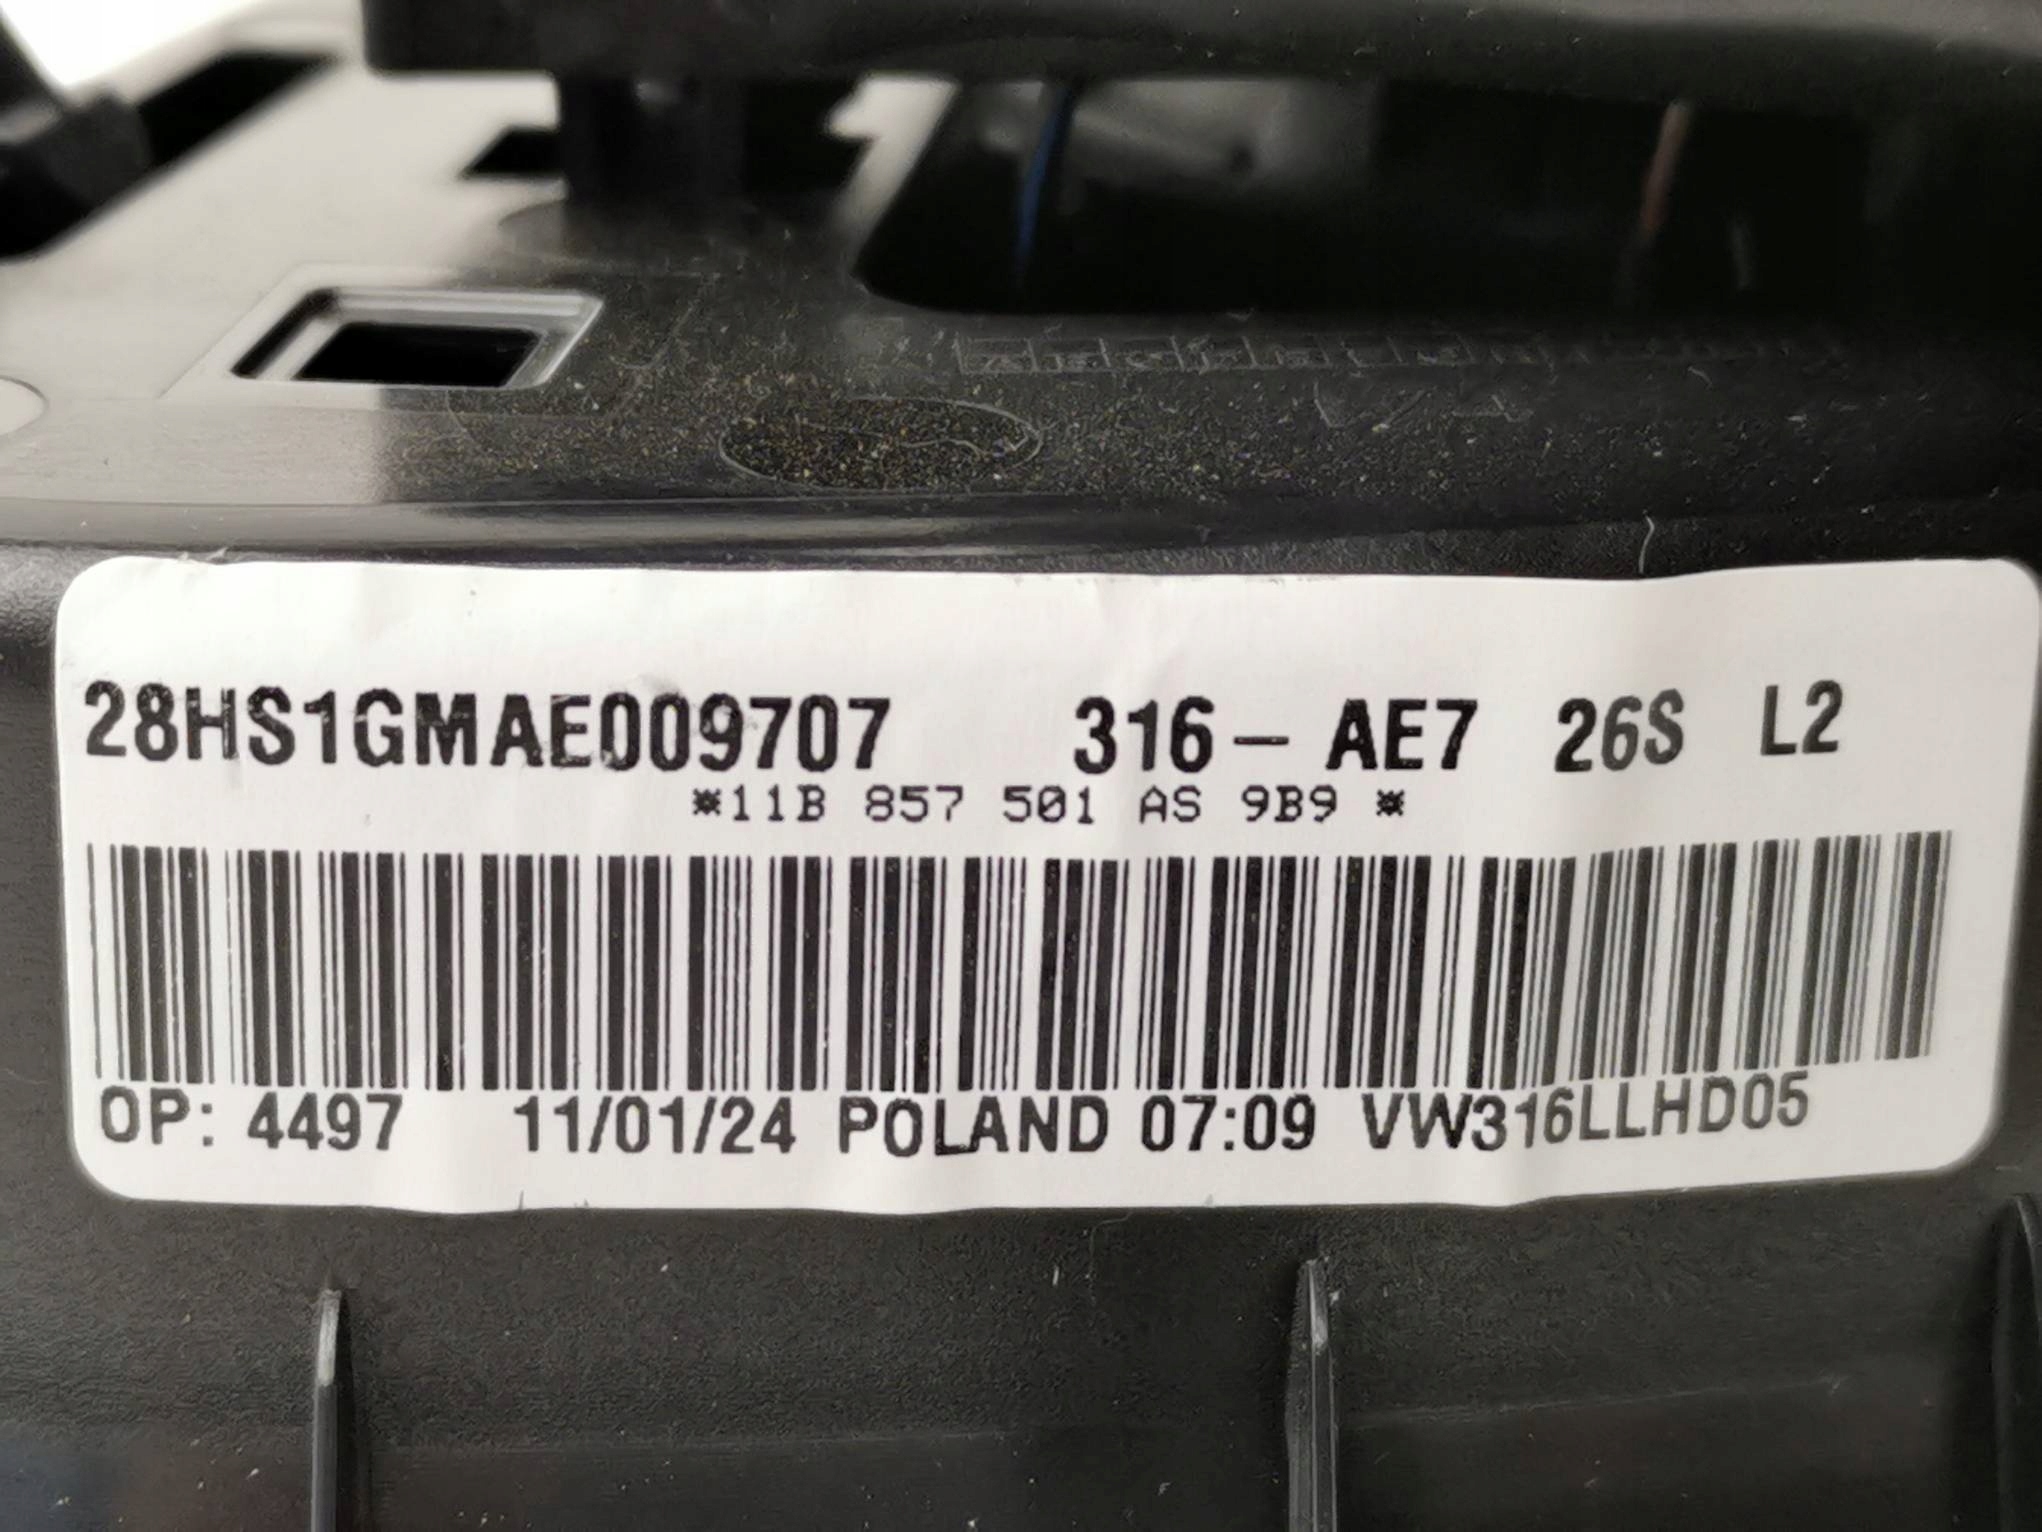 28HS1GMAE009707 316- AE7 26S L2
*11B 857 501 AS 9B9 *
OP: 4497 11/01/24 POLAND 07:09 VW316LLHD05